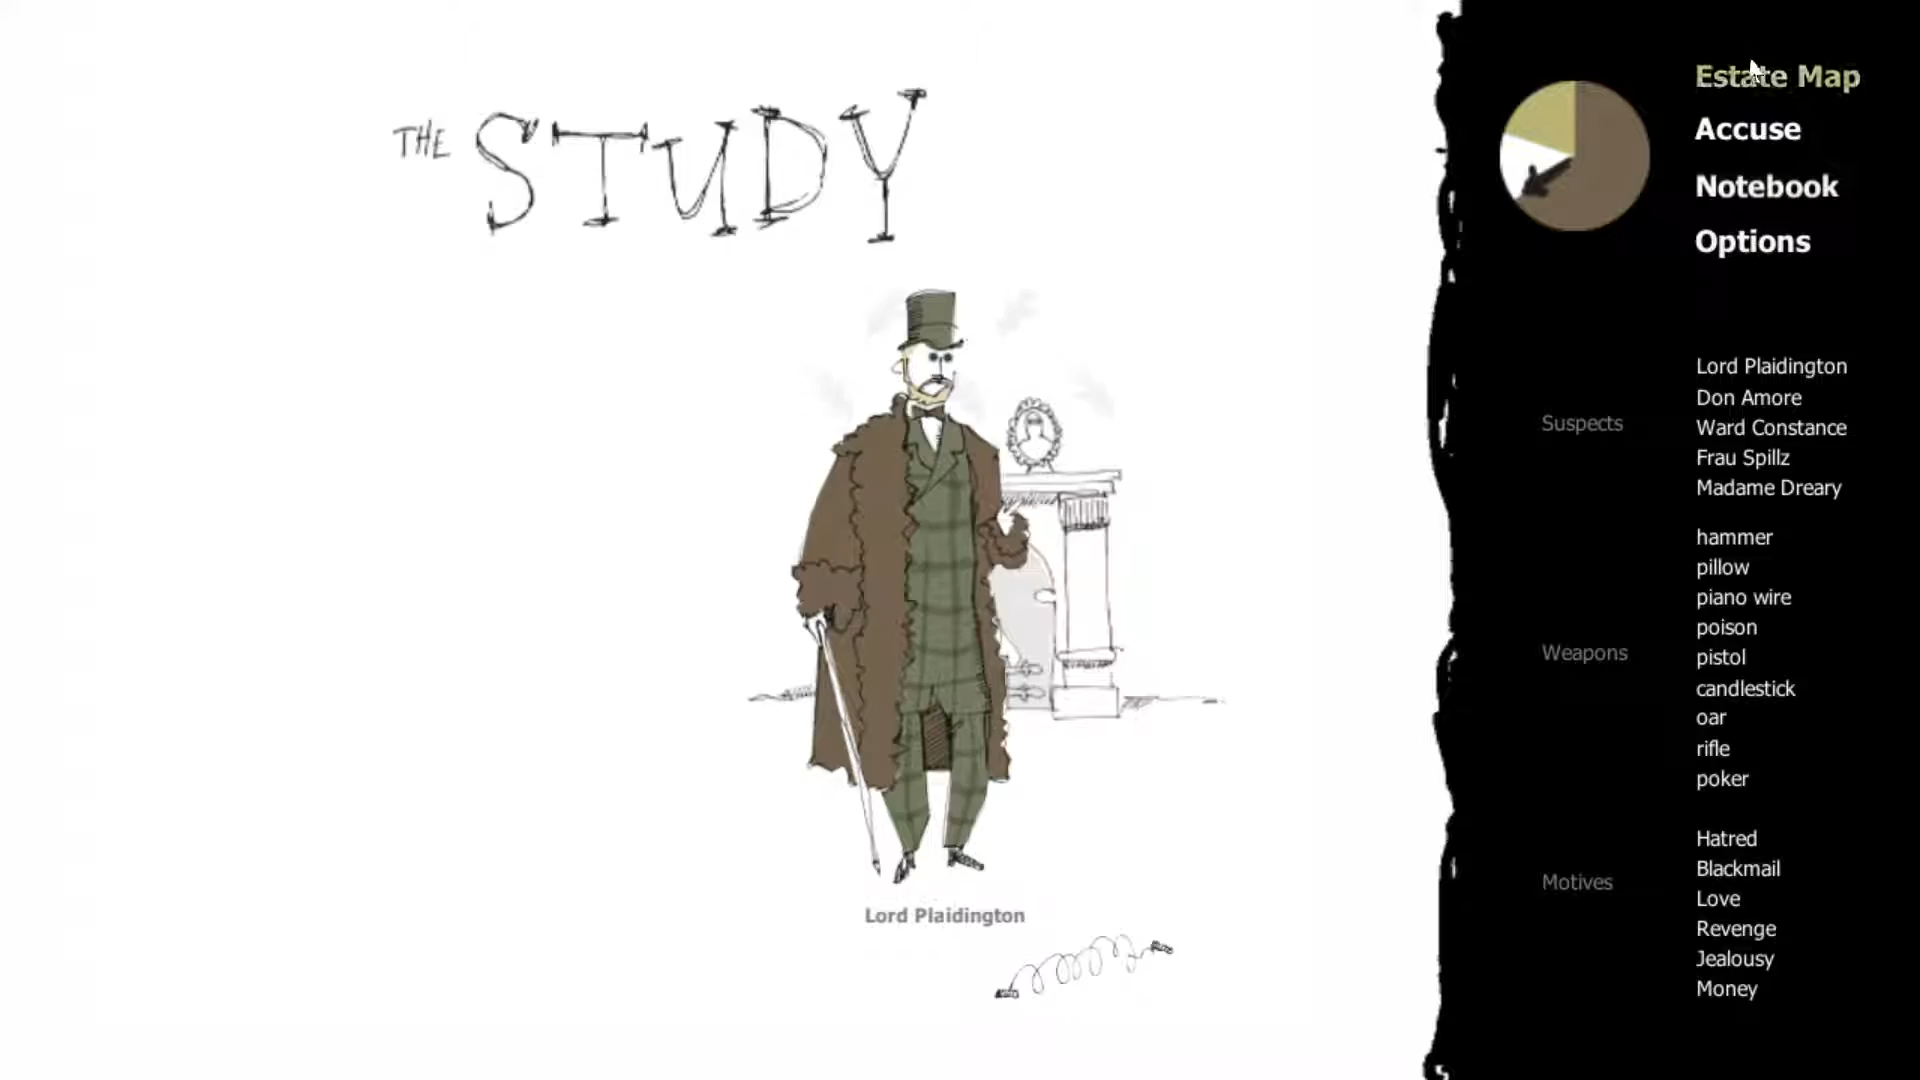 THE STUDY
Lord Plaidington
Estate Map
Accuse
Notebook
Options
Suspects
Lord Plaidington
Don Amore
Ward Constance
Frau Spillz
Madame Dreary
Weapons
hammer
pillow
piano wire
poison
pistol
candlestick
oar
rifle
poker
Motives
Hatred
Blackmail
Love
Revenge
Jealousy
Money